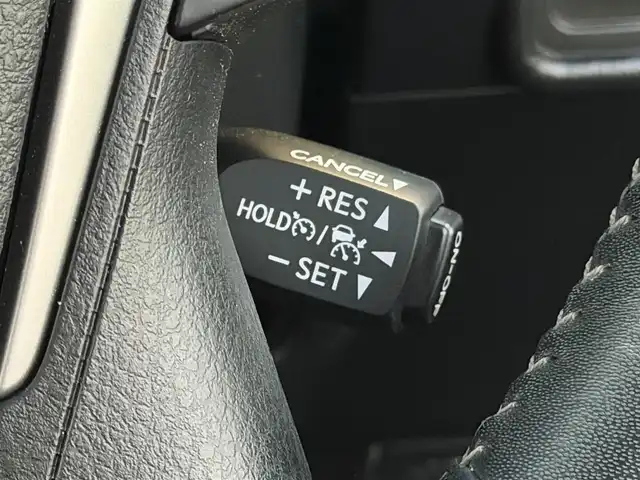 CANCEL▼
+ RES ▲
HOLD / ◀
− SET ▼
ON-OFF